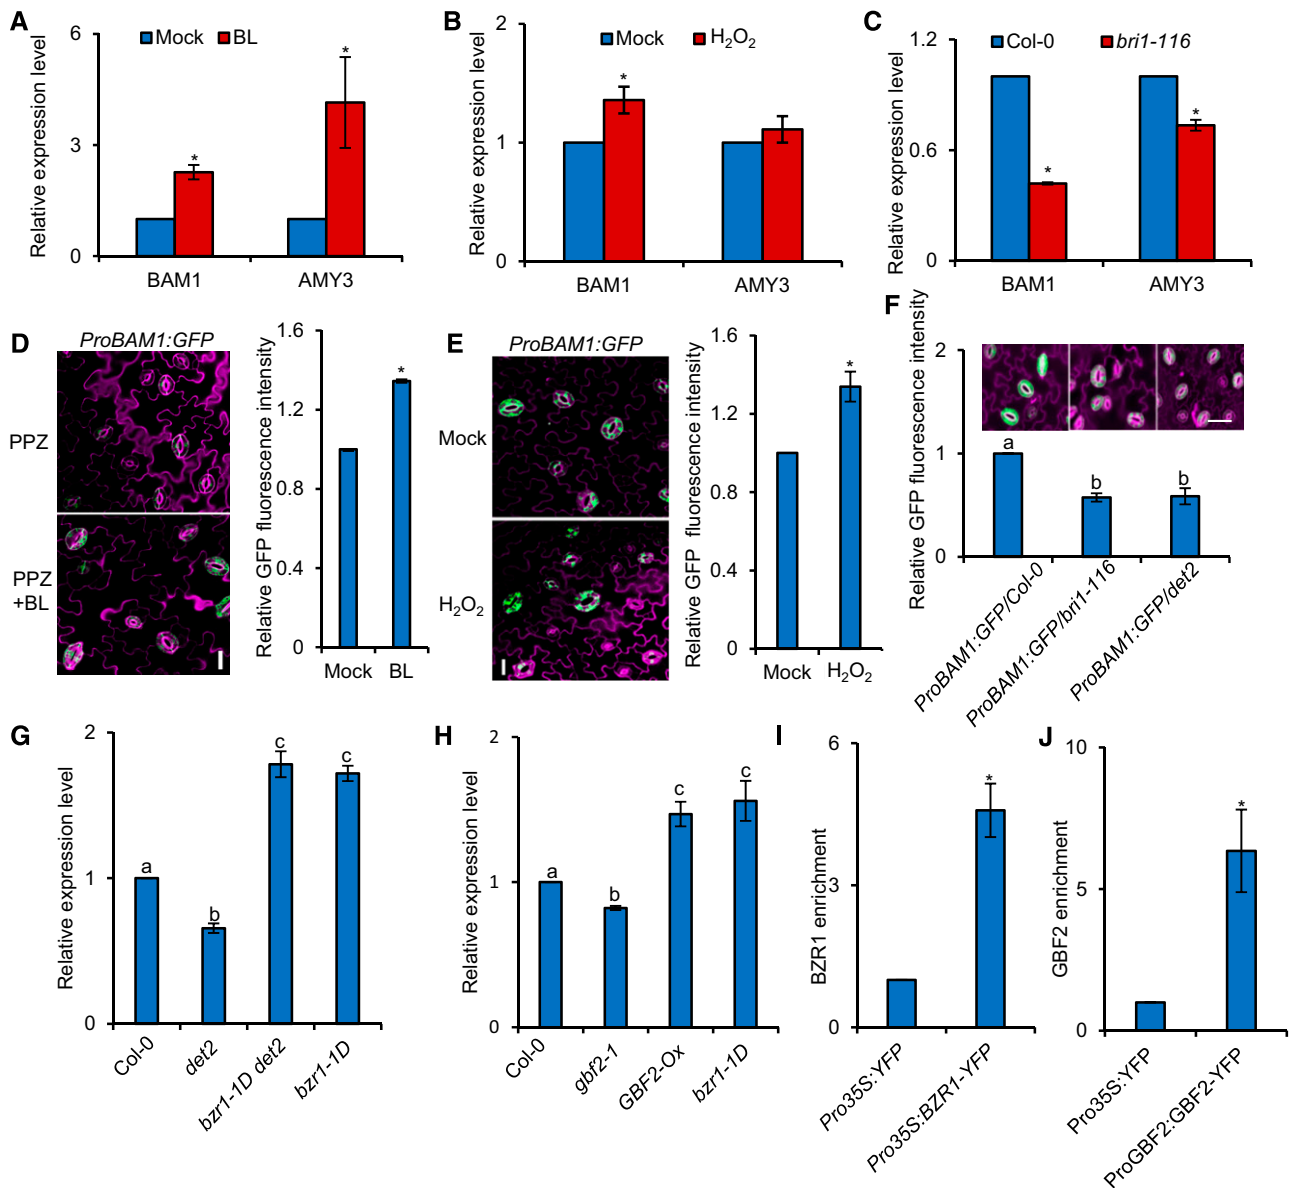 A
Relative expression level
6
3
0
Mock BL
*
*
BAM1 AMY3
B
Relative expression level
2
1
0
Mock H₂O₂
*
BAM1 AMY3
C
Relative expression level
1.2
0.6
0
Col-0 bri1-116
*
*
BAM1 AMY3
D
ProBAM1:GFP
PPZ
PPZ
+BL
Relative GFP fluorescence intensity
1.6
1.2
0.8
0.4
0
*
Mock BL
E
ProBAM1:GFP
Mock
H₂O₂
Relative GFP fluorescence intensity
1.6
1.2
0.8
0.4
0
*
Mock H₂O₂
F
Relative GFP fluorescence intensity
2
1
0
a
b
b
ProBAM1:GFP/Col-0
ProBAM1:GFP/bri1-116
ProBAM1:GFP/det2
G
Relative expression level
2
1
0
a
b
c
c
Col-0
det2
bzr1-1D det2
bzr1-1D
H
Relative expression level
2
1
0
a
b
c
c
Col-0
gbf2-1
GBF2-Ox
bzr1-1D
I
BZR1 enrichment
6
3
0
*
Pro35S:YFP
Pro35S:BZR1-YFP
J
GBF2 enrichment
10
5
0
*
Pro35S:YFP
ProGBF2:GBF2-YFP